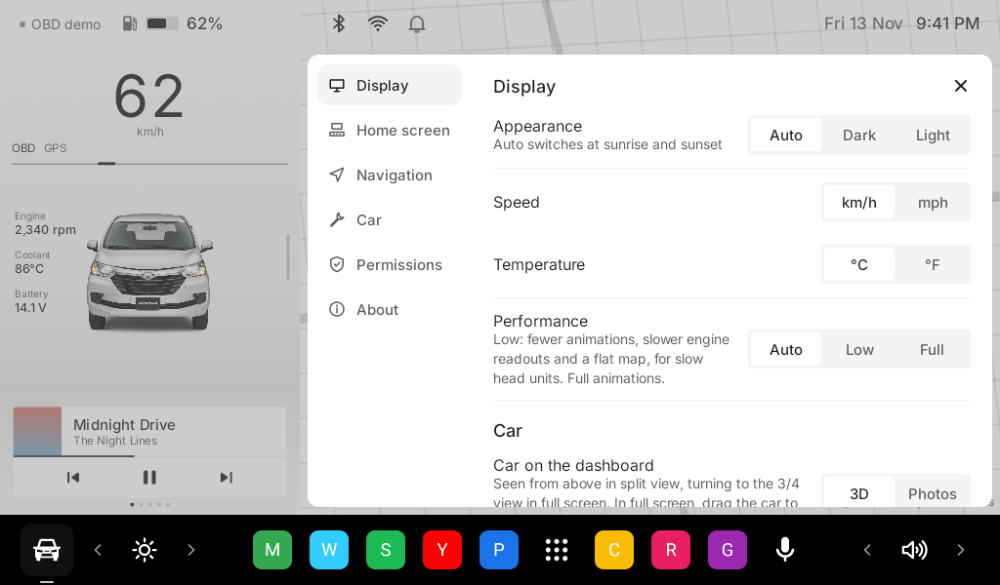 OBD demo
62%
Fri 13 Nov 9:41 PM
62
km/h
OBD GPS
Engine
2,340 rpm
Coolant
86°C
Battery
14.1 V
Midnight Drive
The Night Lines
Display
Home screen
Navigation
Car
Permissions
About
Display
Appearance
Auto switches at sunrise and sunset
Auto Dark Light
Speed
km/h mph
Temperature
°C °F
Performance
Low: fewer animations, slower engine
readouts and a flat map, for slow
head units. Full animations.
Auto Low Full
Car
Car on the dashboard
Seen from above in split view, turning to the 3/4
view in full screen. In full screen, drag the car to
3D Photos
M W S Y P C R G